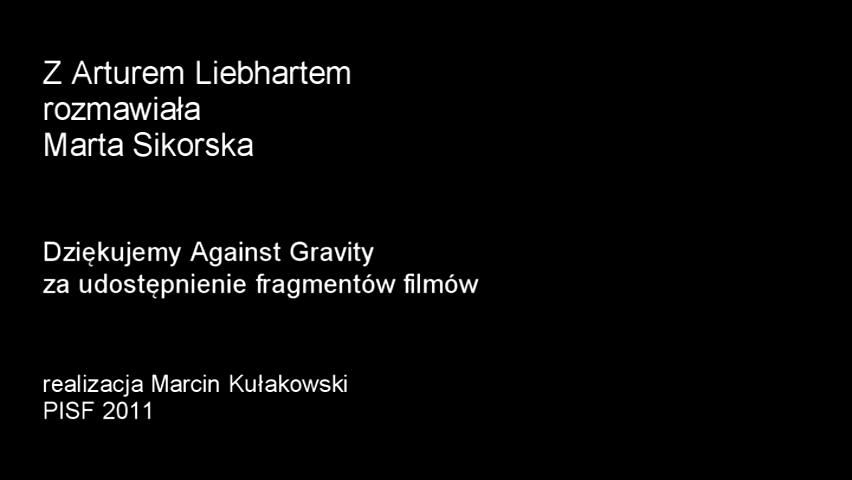 Z Arturem Liebhartem
rozmawiała
Marta Sikorska
Dziękujemy Against Gravity
za udostępnienie fragmentów filmów
realizacja Marcin Kułakowski
PISF 2011